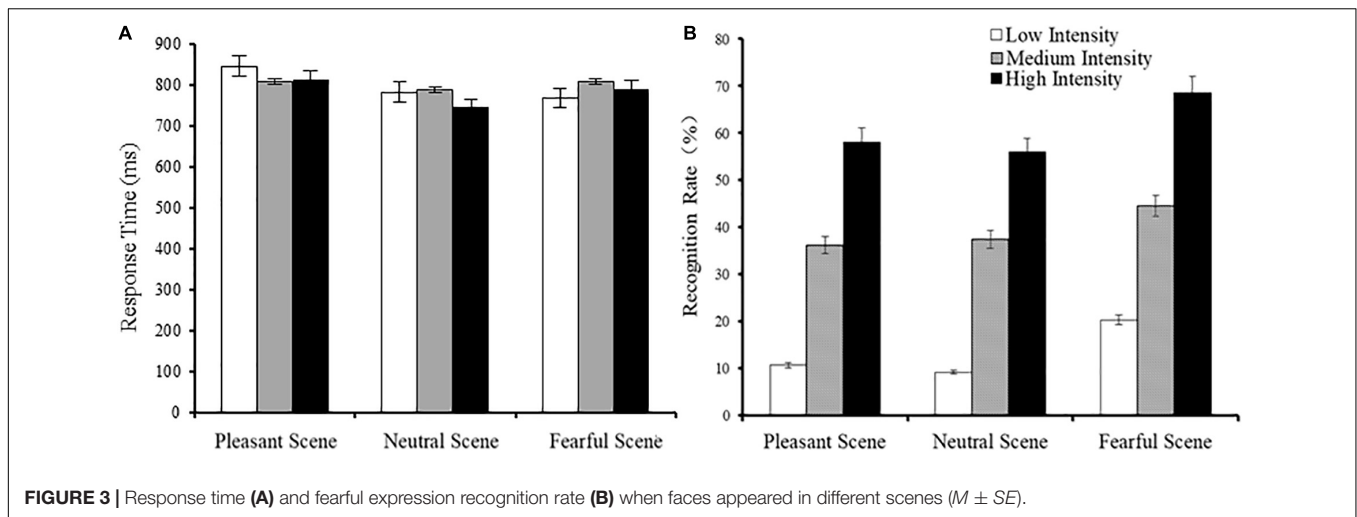 A
900
800
700
600
500
400
300
200
100
0
Response Time (ms)
Pleasant Scene Neutral Scene Fearful Scene
B
80
70
60
50
40
30
20
10
0
Recognition Rate (%)
Low Intensity
Medium Intensity
High Intensity
Pleasant Scene Neutral Scene Fearful Scene
FIGURE 3 | Response time (A) and fearful expression recognition rate (B) when faces appeared in different scenes (M ± SE).